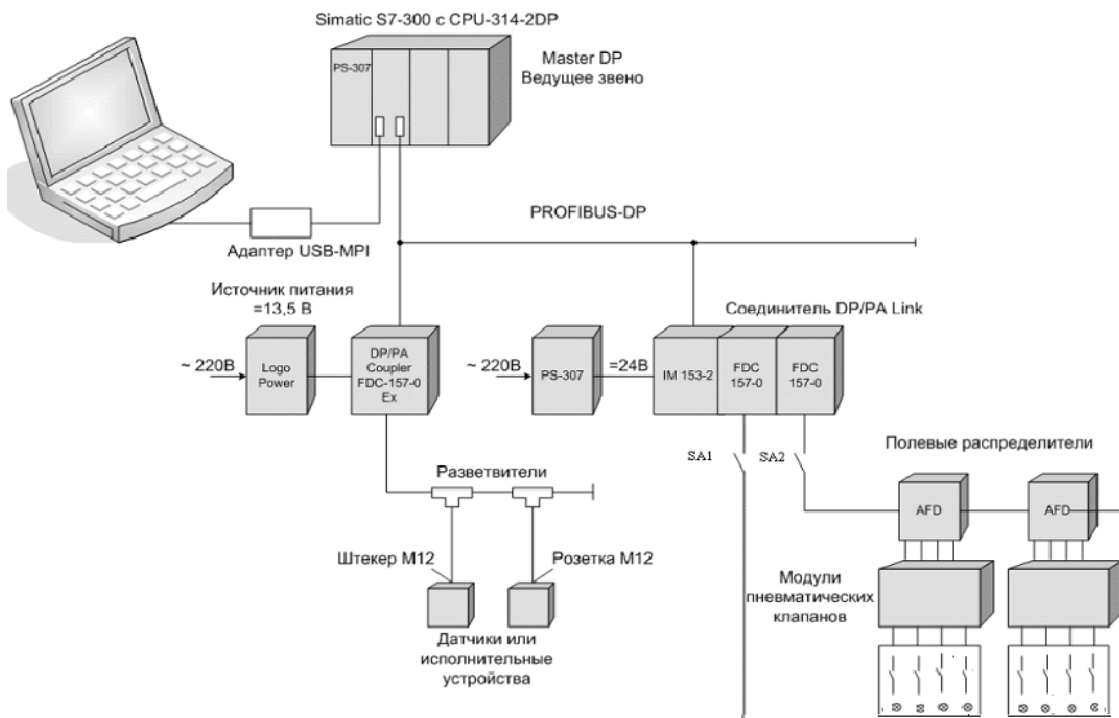 Simatic S7-300 с CPU-314-2DP
PS-307
Master DP
Ведущее звено
PROFIBUS-DP
Адаптер USB-MPI
Источник питания
=13,5 В
Соединитель DP/PA Link
~ 220В
Logo
Power
DP/PA
Coupler
FDC-157-0
Ex
~ 220В
PS-307
=24В
IM 153-2
FDC
157-0
FDC
157-0
SA1
SA2
Полевые распределители
Разветвители
AFD
AFD
Штекер М12
Розетка М12
Модули
пневматических
клапанов
Датчики или
исполнительные
устройства